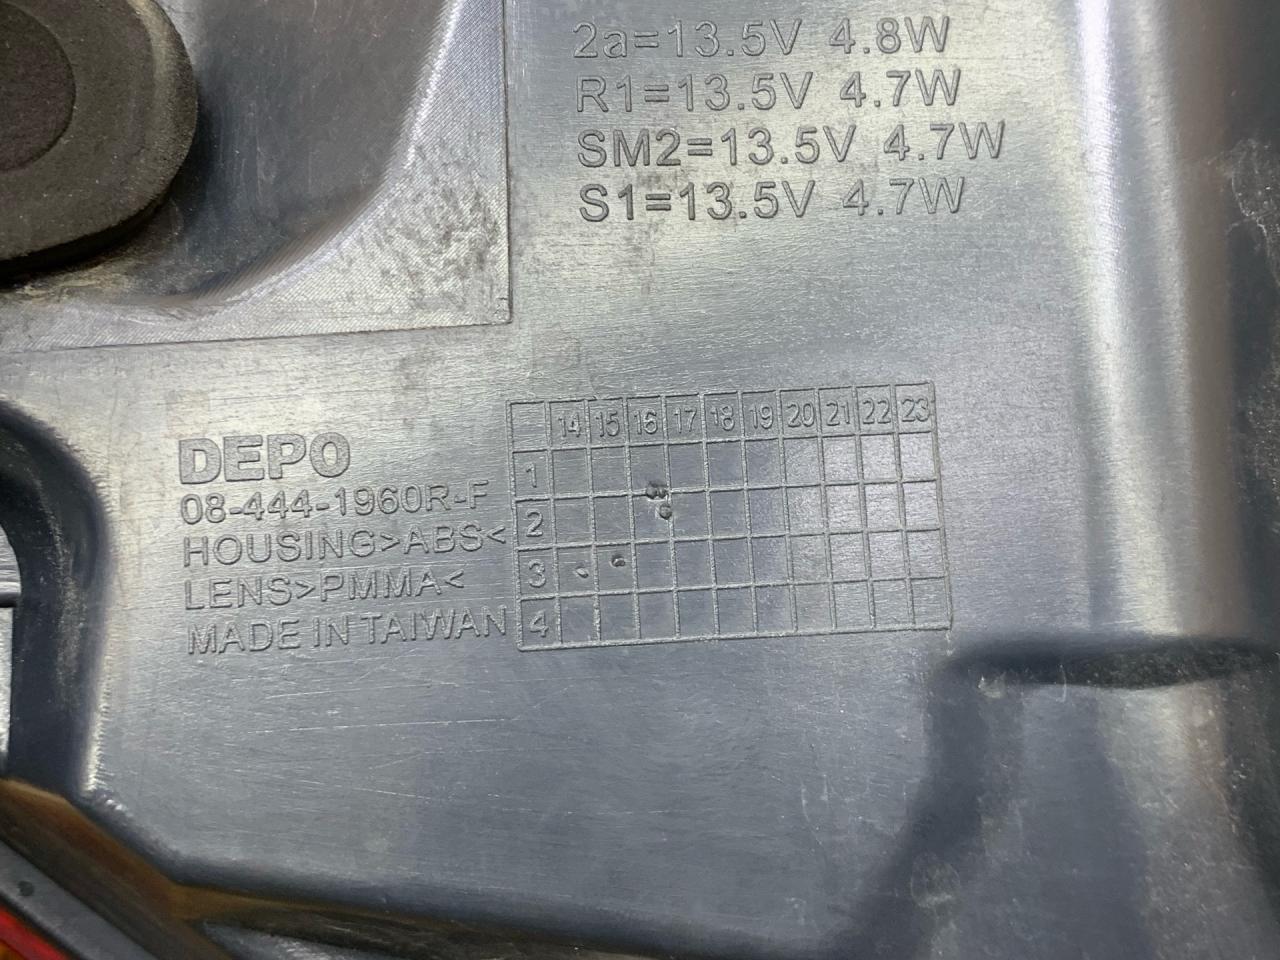 2a=13.5V 4.8W
R1=13.5V 4.7W
SM2=13.5V 4.7W
S1=13.5V 4.7W
DEPO
08-444-1960R-F
HOUSING>ABS<
LENS>PMMA<
MADE IN TAIWAN
14 15 16 17 18 19 20 21 22 23
1
2
3
4